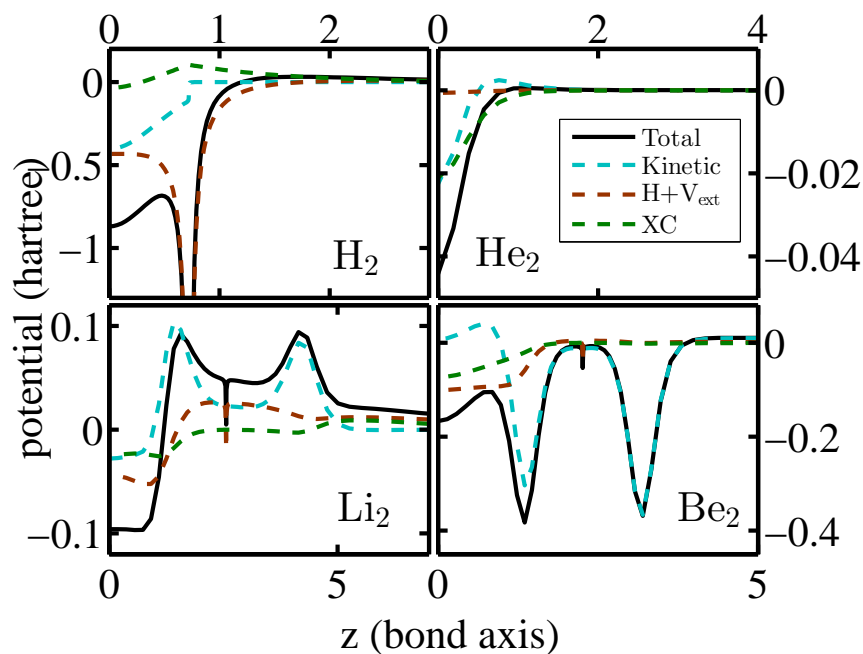 0 1 2 0 2 4
0 −0.5 −1
H₂
0 −0.02 −0.04
Total
Kinetic
H+V_ext
XC
He₂
potential (hartree)
0.1 0 −0.1
Li₂
0 −0.2 −0.4
Be₂
0 5 0 5
z (bond axis)